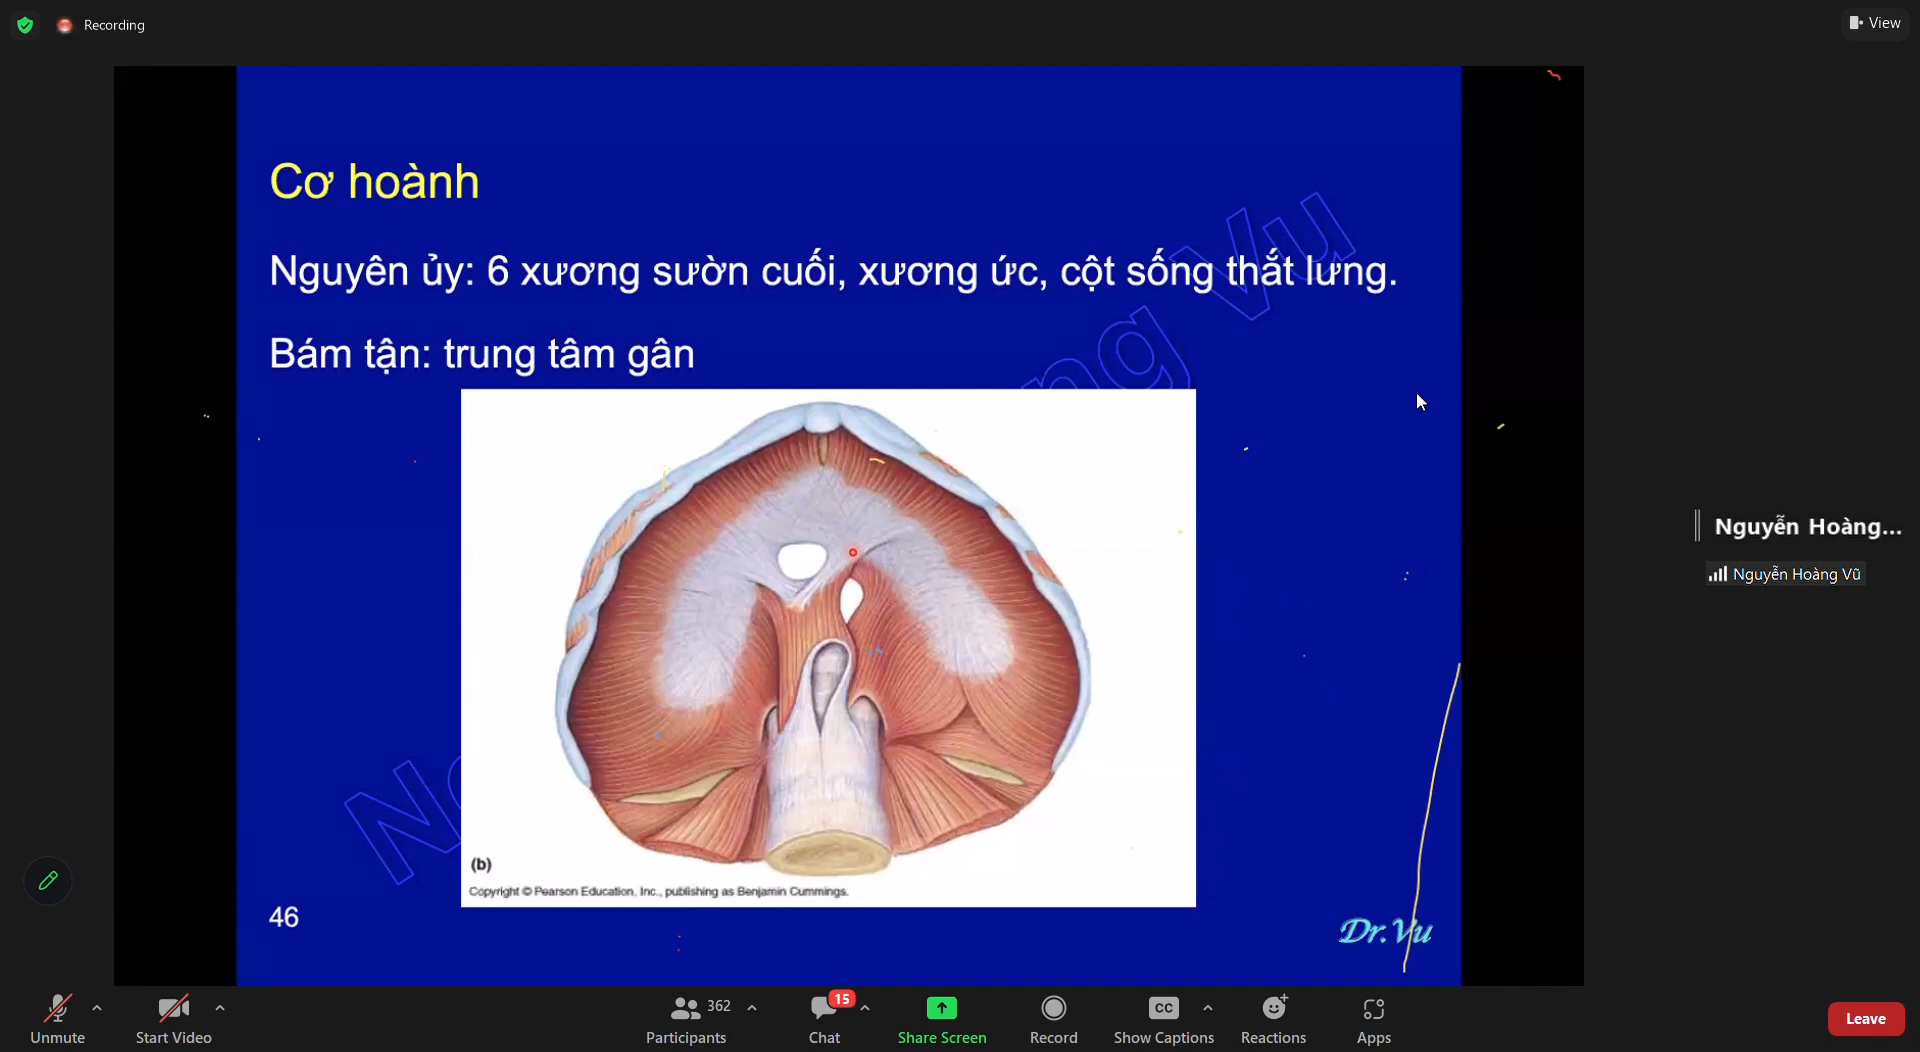 Recording
View
Cơ hoành
Nguyên ủy: 6 xương sườn cuối, xương ức, cột sống thắt lưng.
Bám tận: trung tâm gân
Nguyễn Hoàng...
Nguyễn Hoàng Vũ
(b)
Copyright © Pearson Education, Inc., publishing as Benjamin Cummings.
46
Dr.Vu
Unmute
Start Video
362
Participants
15
Chat
Share Screen
Record
CC
Show Captions
Reactions
Apps
Leave